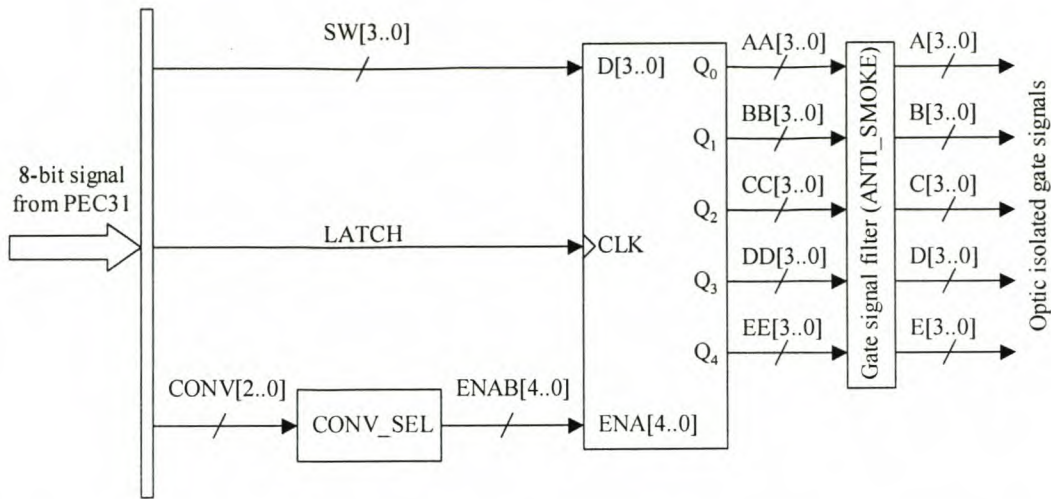 8-bit signal
from PEC31
SW[3..0]
LATCH
CONV[2..0]
CONV_SEL
ENAB[4..0]
D[3..0]
CLK
ENA[4..0]
Q0
Q1
Q2
Q3
Q4
AA[3..0]
BB[3..0]
CC[3..0]
DD[3..0]
EE[3..0]
Gate signal filter (ANTI_SMOKE)
A[3..0]
B[3..0]
C[3..0]
D[3..0]
E[3..0]
Optic isolated gate signals